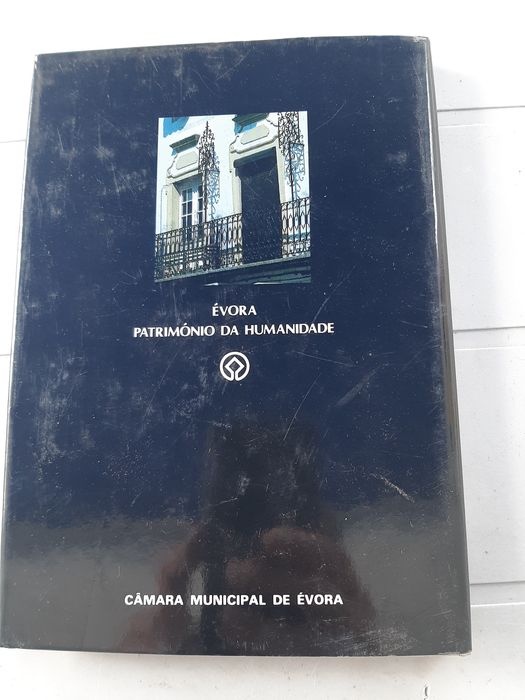 ÉVORA
PATRIMÓNIO DA HUMANIDADE
CÂMARA MUNICIPAL DE ÉVORA